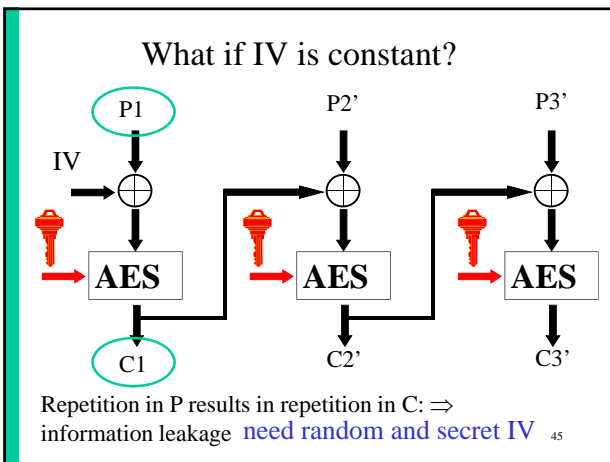 What if IV is constant?
P1 P2’ P3’
IV
AES AES AES
C1 C2’ C3’
Repetition in P results in repetition in C: ⇒
information leakage need random and secret IV 45